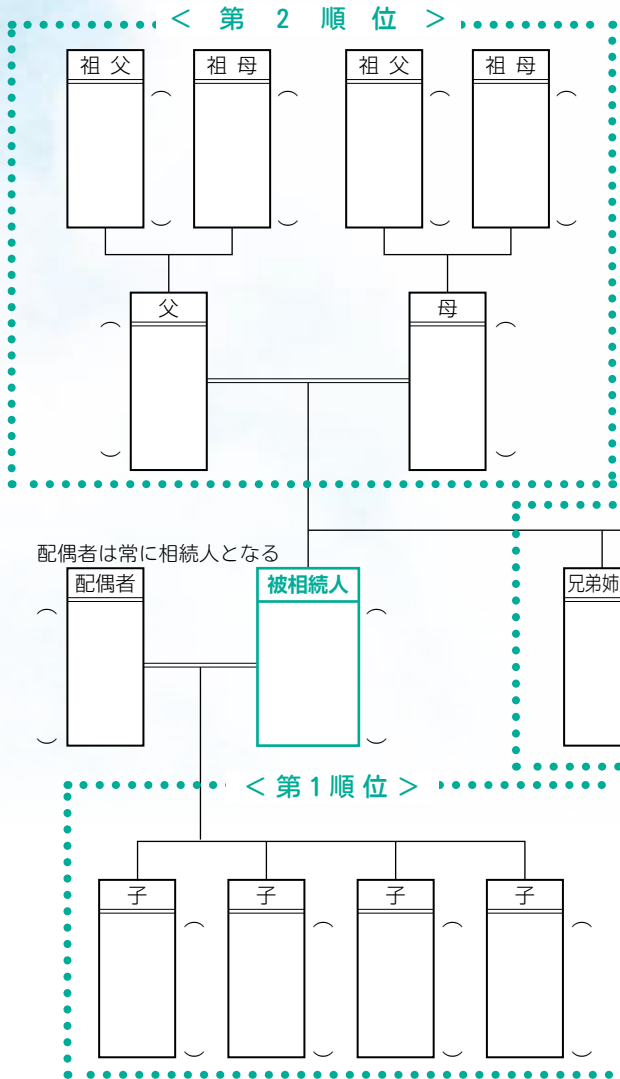 ＜ 第 2 順 位 ＞
祖 父
祖 母
祖 父
祖 母
（ ）
（ ）
（ ）
（ ）
父
母
（ ）
（ ）
配偶者は常に相続人となる
配偶者
被相続人
兄弟姉
（ ）
（ ）
＜ 第 1 順 位 ＞
子
子
子
子
（ ）
（ ）
（ ）
（ ）